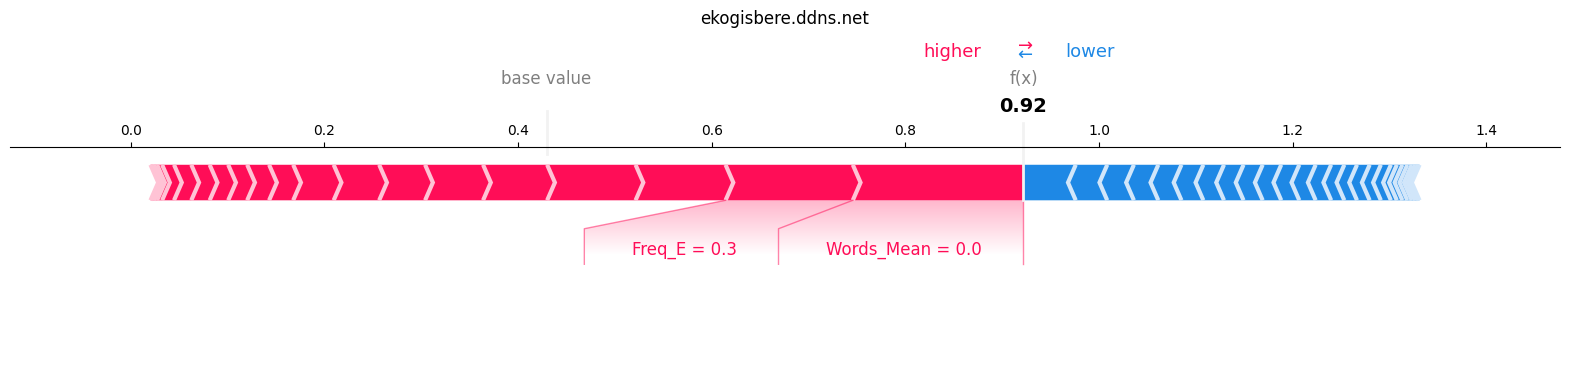 ekogisbere.ddns.net
higher ⇄ lower
base value f(x)
0.92
0.0 0.2 0.4 0.6 0.8 1.0 1.2 1.4
Freq_E = 0.3 Words_Mean = 0.0